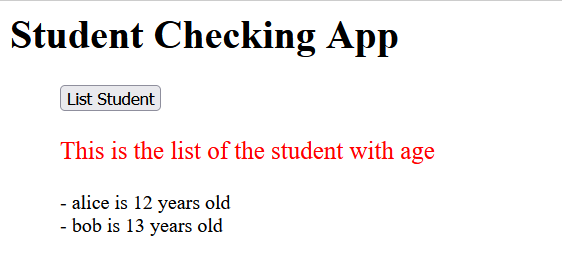 Student Checking App
List Student
This is the list of the student with age
- alice is 12 years old
- bob is 13 years old